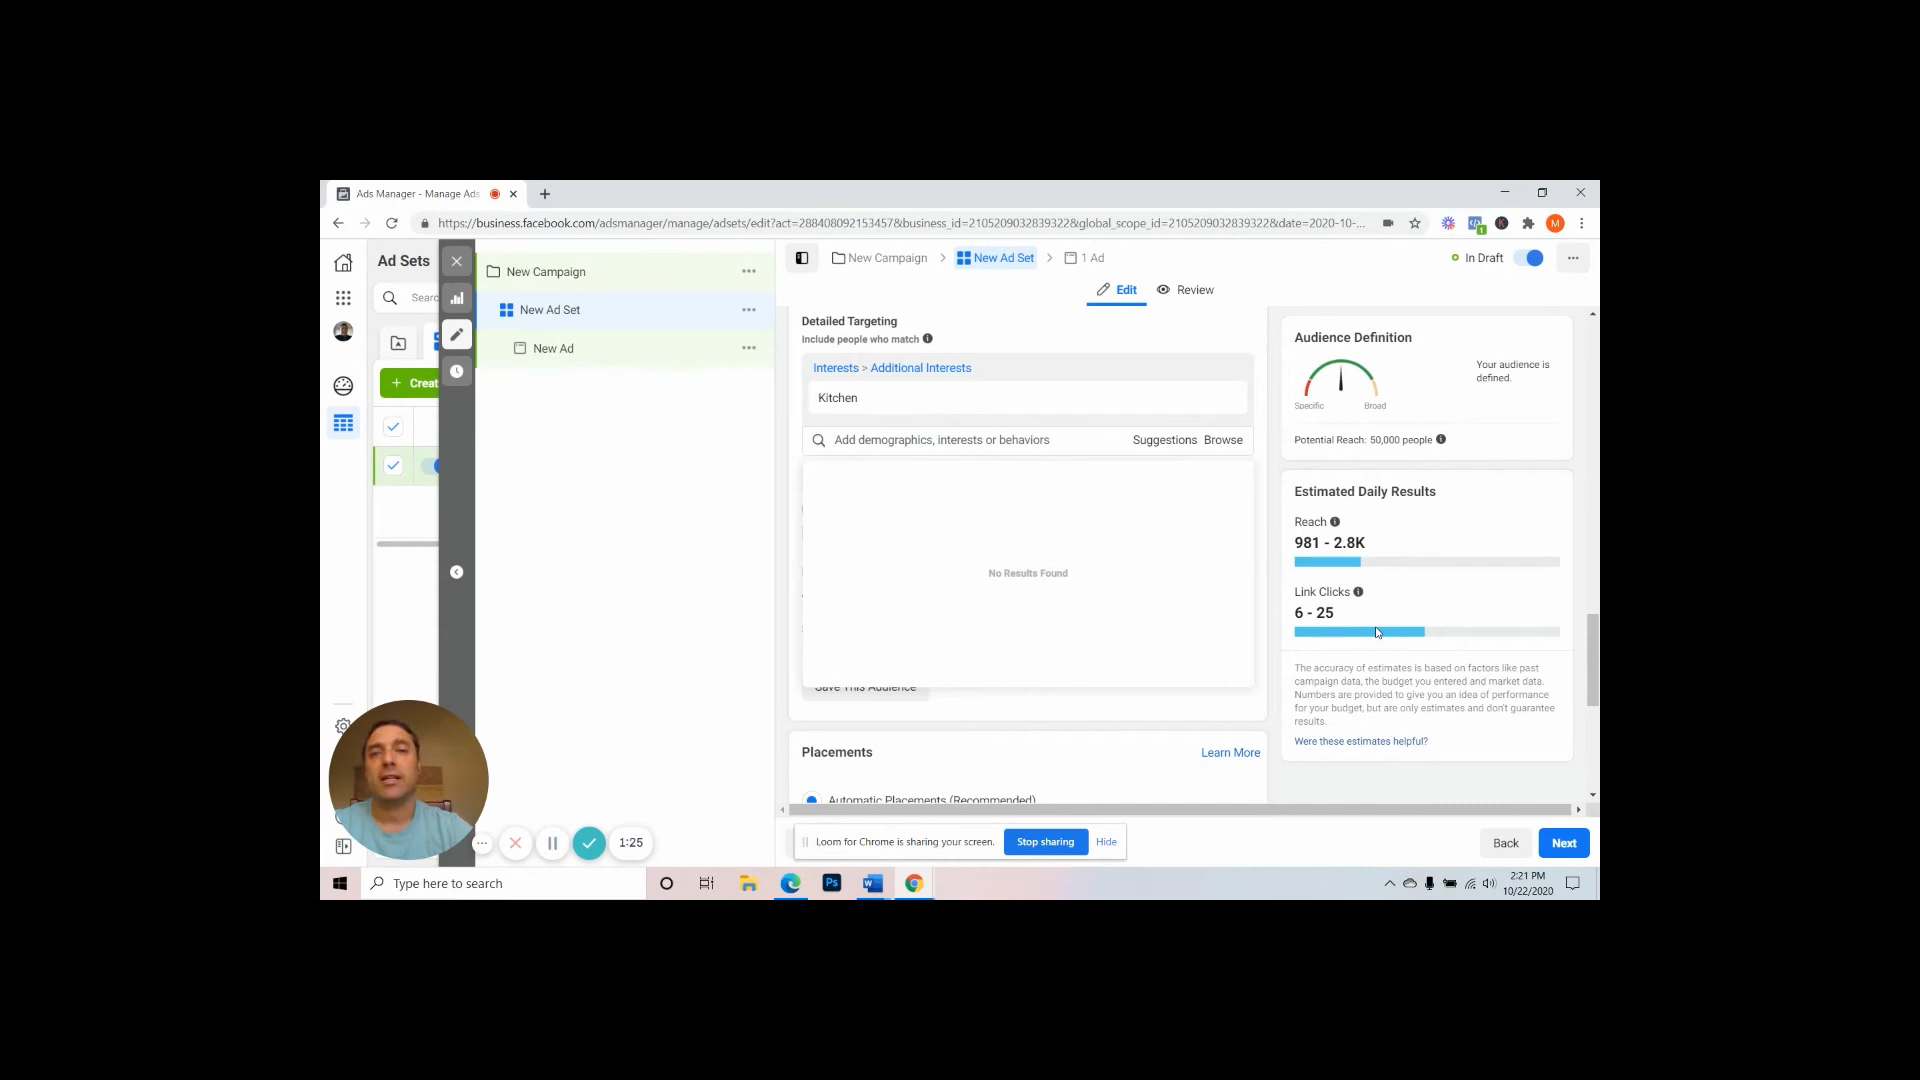 Ads Manager - Manage Ads
https://business.facebook.com/adsmanager/manage/adsets/edit?act=288408092153457&business_id=2105209032839322&global_scope_id=2105209032839322&date=2020-10-...
1
K
M
Ad Sets
Searc
+ Creat
New Campaign
New Ad Set
New Ad
New Campaign > New Ad Set > 1 Ad
In Draft
Edit
Review
Detailed Targeting
Include people who match
Interests > Additional Interests
Kitchen
Add demographics, interests or behaviors
Suggestions Browse
No Results Found
Save This Audience
Placements
Learn More
Automatic Placements (Recommended)
Audience Definition
Your audience is
defined.
Specific
Broad
Potential Reach: 50,000 people
Estimated Daily Results
Reach
981 - 2.8K
Link Clicks
6 - 25
The accuracy of estimates is based on factors like past
campaign data, the budget you entered and market data.
Numbers are provided to give you an idea of performance
for your budget, but are only estimates and don't guarantee
results.
Were these estimates helpful?
1:25
Loom for Chrome is sharing your screen.
Stop sharing
Hide
Back
Next
Type here to search
Ps
2:21 PM
10/22/2020